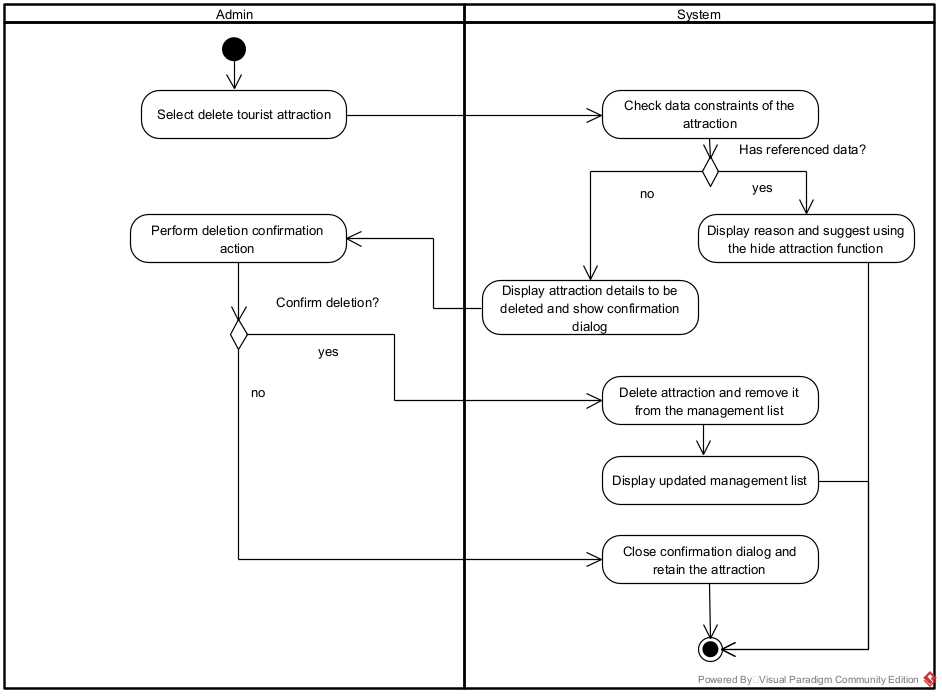 Admin
System
Select delete tourist attraction
Check data constraints of the
attraction
Has referenced data?
no
yes
Perform deletion confirmation
action
Display reason and suggest using
the hide attraction function
Display attraction details to be
deleted and show confirmation
dialog
Confirm deletion?
yes
no
Delete attraction and remove it
from the management list
Display updated management list
Close confirmation dialog and
retain the attraction
Powered By Visual Paradigm Community Edition